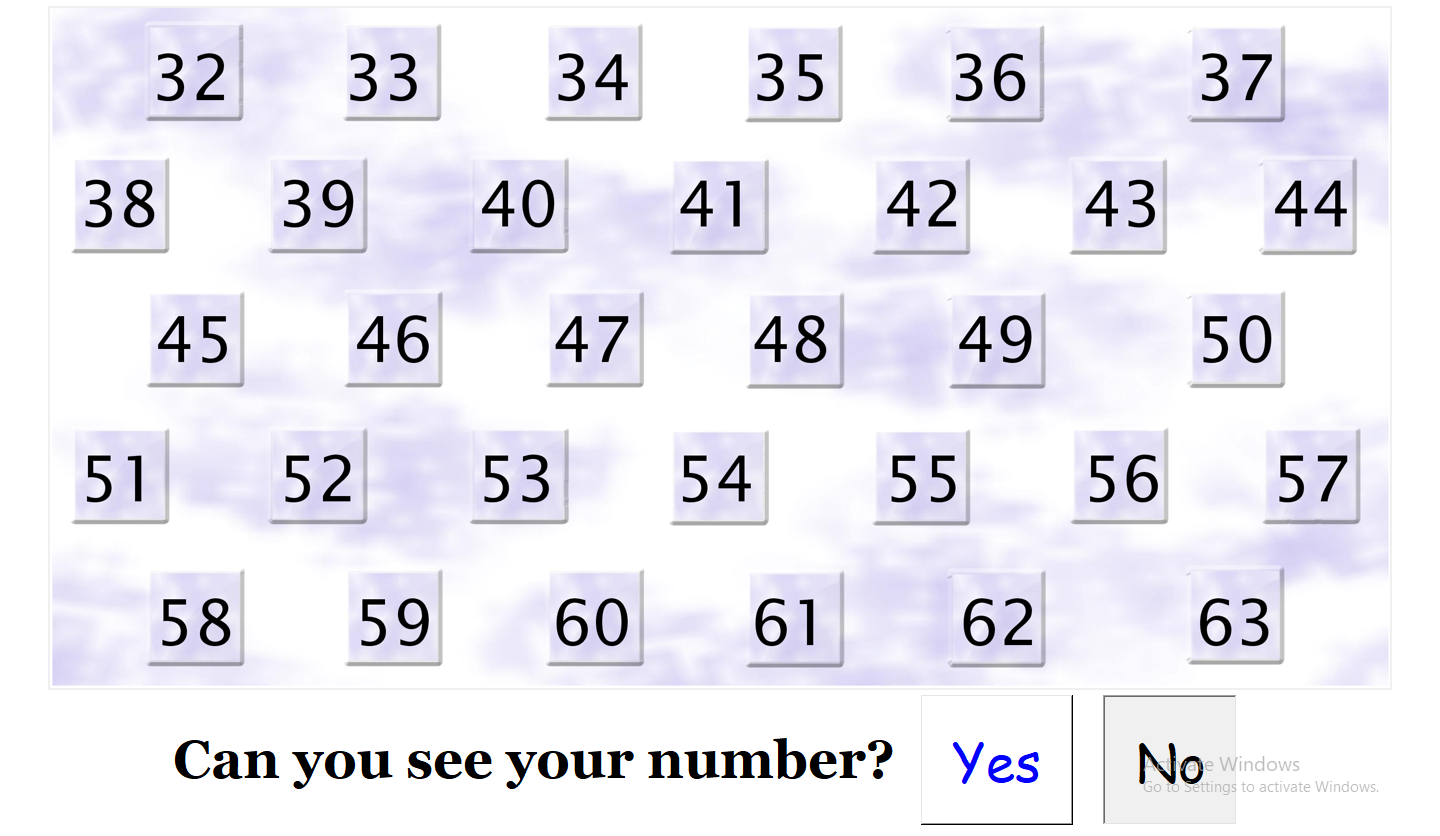 32 33 34 35 36 37
38 39 40 41 42 43 44
45 46 47 48 49 50
51 52 53 54 55 56 57
58 59 60 61 62 63
Can you see your number? Yes No
Activate Windows
Go to Settings to activate Windows.